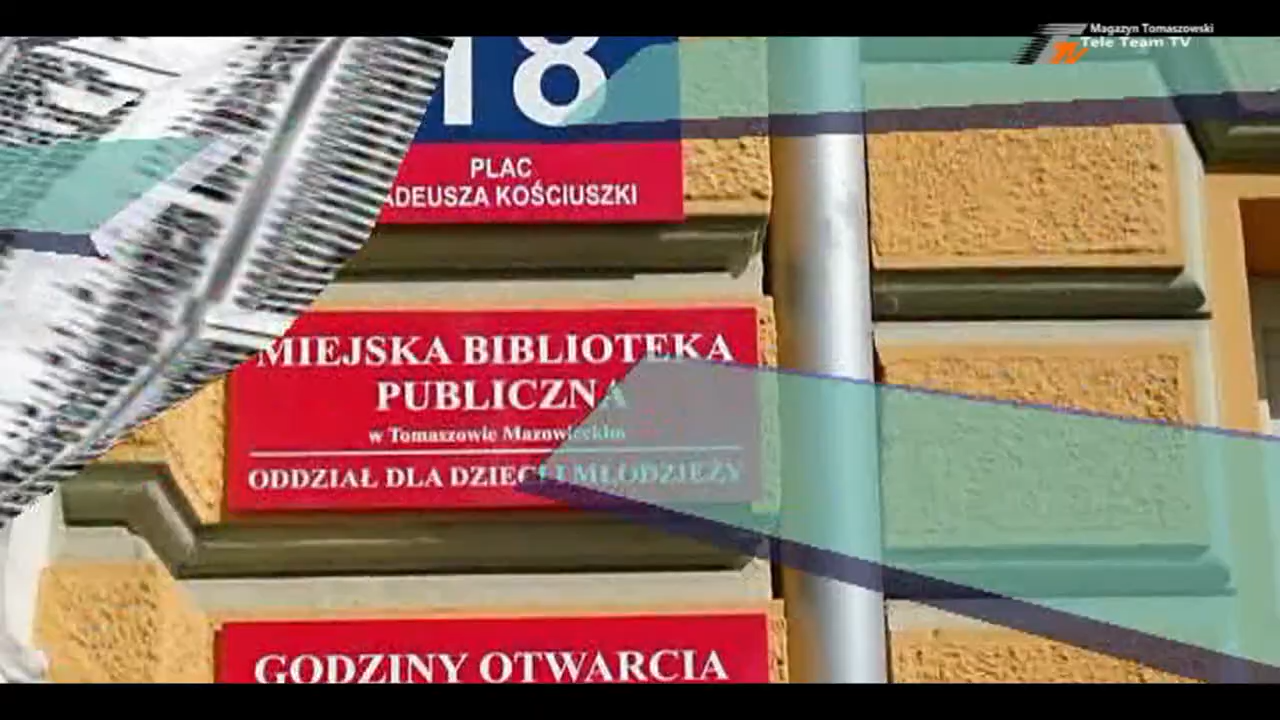 Magazyn Tomaszowski
Tele Team TV
18
PLAC
ADEUSZA KOŚCIUSZKI
MIEJSKA BIBLIOTEKA
PUBLICZNA
w Tomaszowie Mazowieckim
ODDZIAŁ DLA DZIECI I MŁODZIEŻY
GODZINY OTWARCIA